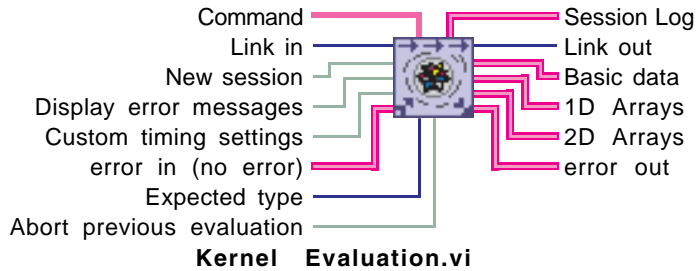 Command
Session Log
Link in
Link out
New session
Basic data
Display error messages
1D Arrays
Custom timing settings
2D Arrays
error in (no error)
error out
Expected type
Abort previous evaluation
Kernel Evaluation.vi